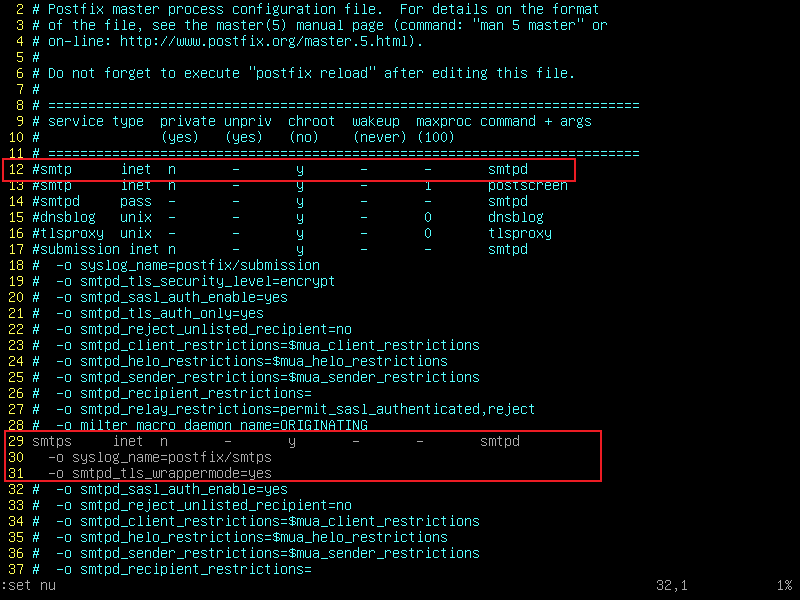 2 # Postfix master process configuration file.  For details on the format
3 # of the file, see the master(5) manual page (command: "man 5 master" or
4 # on-line: http://www.postfix.org/master.5.html).
5 #
6 # Do not forget to execute "postfix reload" after editing this file.
7 #
8 # ==========================================================================
9 # service type  private unpriv  chroot  wakeup  maxproc command + args
10 #               (yes)   (yes)   (no)    (never) (100)
11 # ==========================================================================
12 #smtp      inet  n       -       y       -       -       smtpd
13 #smtp      inet  n       -       y       -       1       postscreen
14 #smtpd     pass  -       -       y       -       -       smtpd
15 #dnsblog   unix  -       -       y       -       0       dnsblog
16 #tlsproxy  unix  -       -       y       -       0       tlsproxy
17 #submission inet n       -       y       -       -       smtpd
18 #  -o syslog_name=postfix/submission
19 #  -o smtpd_tls_security_level=encrypt
20 #  -o smtpd_sasl_auth_enable=yes
21 #  -o smtpd_tls_auth_only=yes
22 #  -o smtpd_reject_unlisted_recipient=no
23 #  -o smtpd_client_restrictions=$mua_client_restrictions
24 #  -o smtpd_helo_restrictions=$mua_helo_restrictions
25 #  -o smtpd_sender_restrictions=$mua_sender_restrictions
26 #  -o smtpd_recipient_restrictions=
27 #  -o smtpd_relay_restrictions=permit_sasl_authenticated,reject
28 #  -o milter_macro_daemon_name=ORIGINATING
29 smtps     inet  n       -       y       -       -       smtpd
30   -o syslog_name=postfix/smtps
31   -o smtpd_tls_wrappermode=yes
32 #  -o smtpd_sasl_auth_enable=yes
33 #  -o smtpd_reject_unlisted_recipient=no
34 #  -o smtpd_client_restrictions=$mua_client_restrictions
35 #  -o smtpd_helo_restrictions=$mua_helo_restrictions
36 #  -o smtpd_sender_restrictions=$mua_sender_restrictions
37 #  -o smtpd_recipient_restrictions=
:set nu 32,1 1%